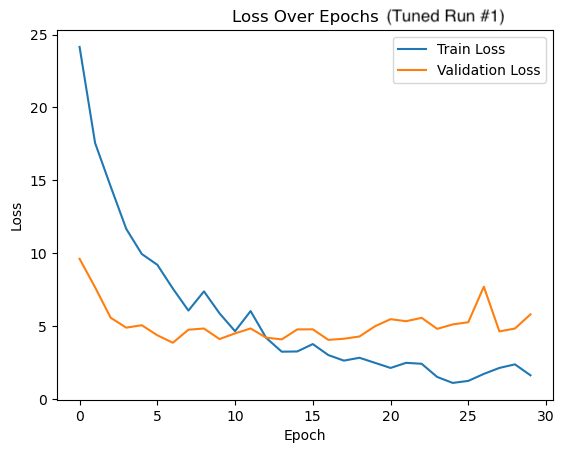 Loss Over Epochs (Tuned Run #1)
Train Loss
Validation Loss
25
20
15
10
5
0
Loss
0 5 10 15 20 25 30
Epoch